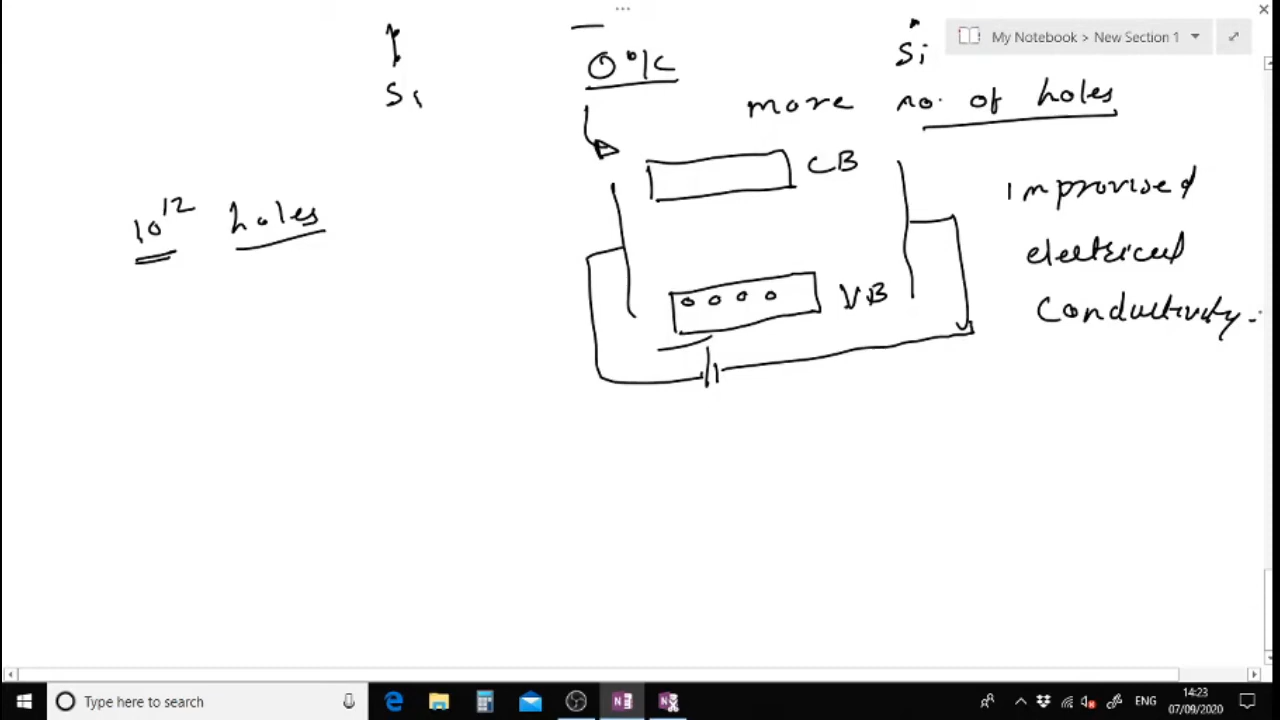 My Notebook > New Section 1
Si
0°k
Si
more no. of holes
CB
improvised
10¹² holes
electrical
VB
Conductivity.
Type here to search
ENG
14:23
07/09/2020